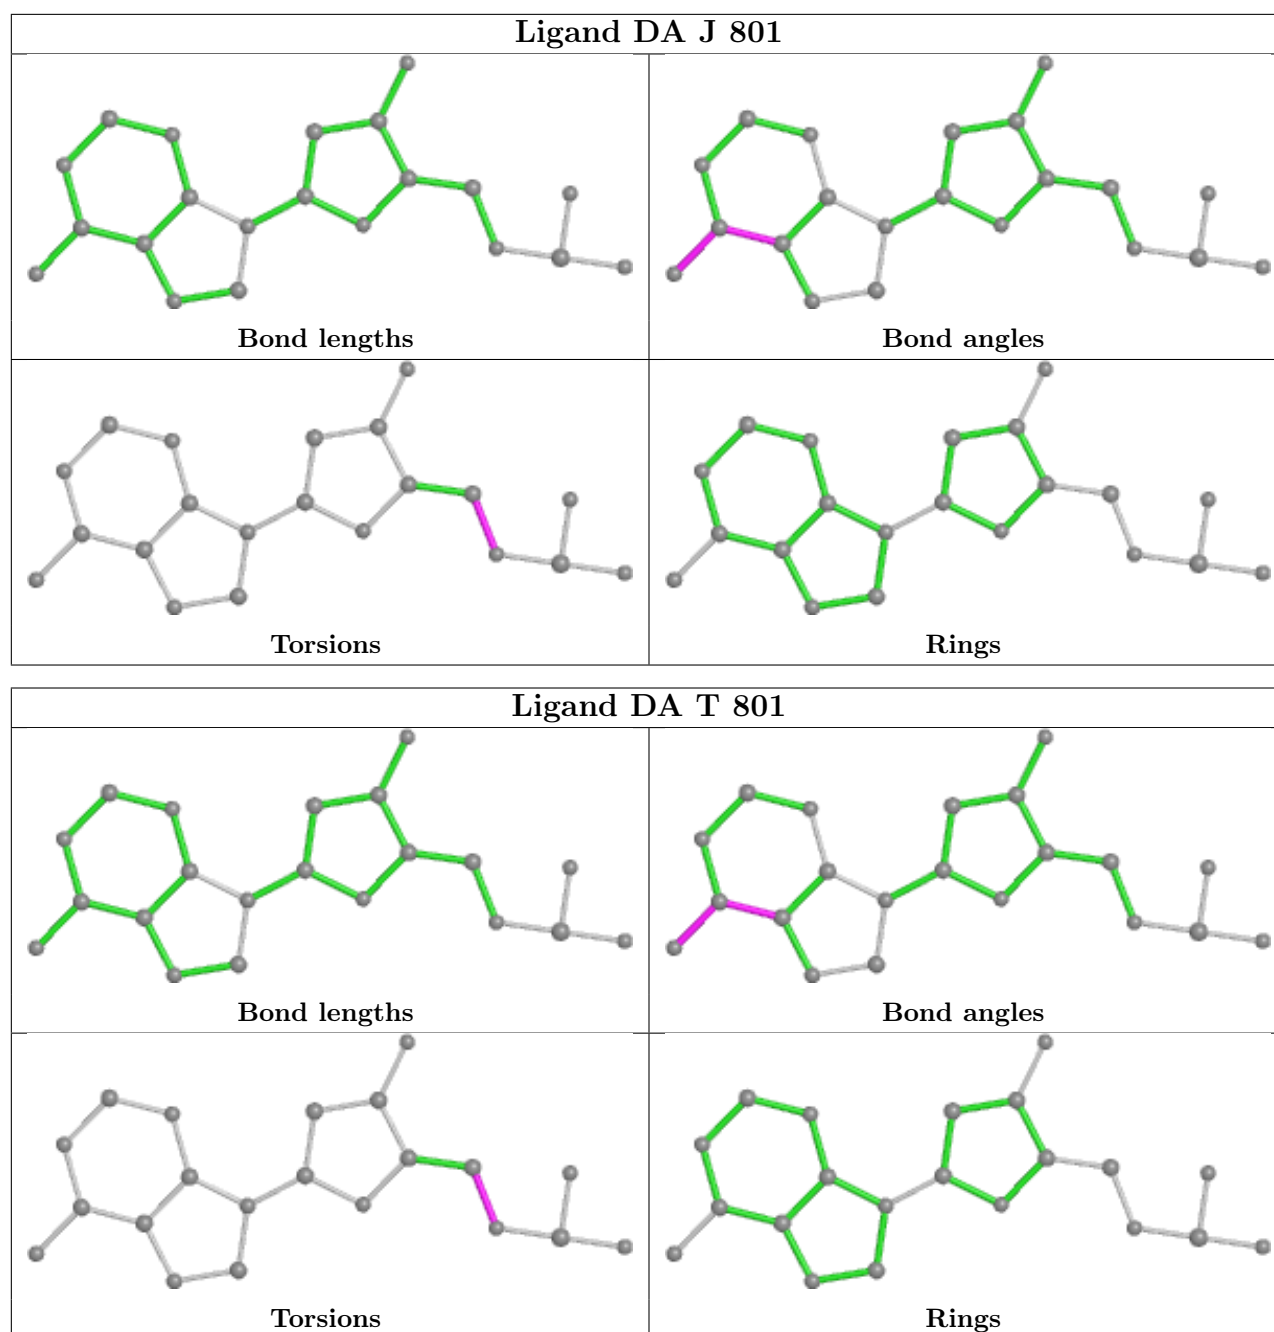 Ligand DA J 801
Bond lengths
Bond angles
Torsions
Rings
Ligand DA T 801
Bond lengths
Bond angles
Torsions
Rings